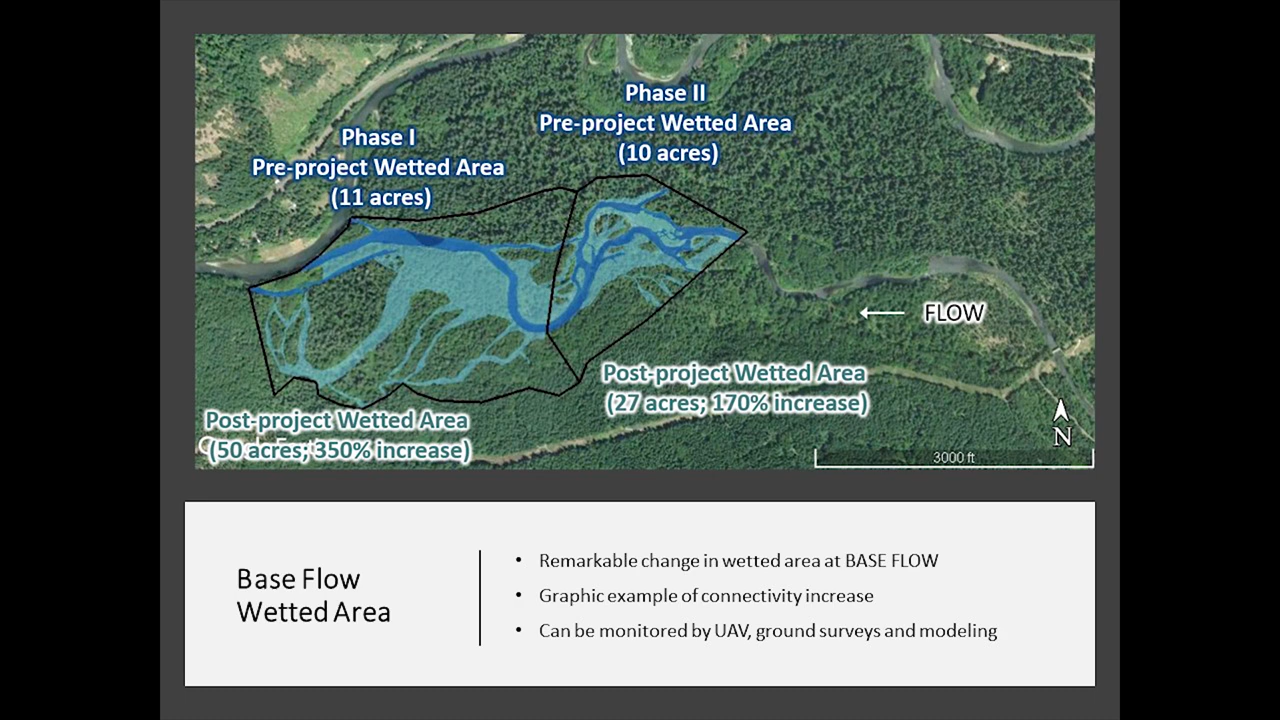 Phase II
Pre-project Wetted Area
(10 acres)
Phase I
Pre-project Wetted Area
(11 acres)
FLOW
Post-project Wetted Area
(27 acres; 170% increase)
Post-project Wetted Area
(50 acres; 350% increase)
N
3000 ft
Base Flow
Wetted Area
• Remarkable change in wetted area at BASE FLOW
• Graphic example of connectivity increase
• Can be monitored by UAV, ground surveys and modeling